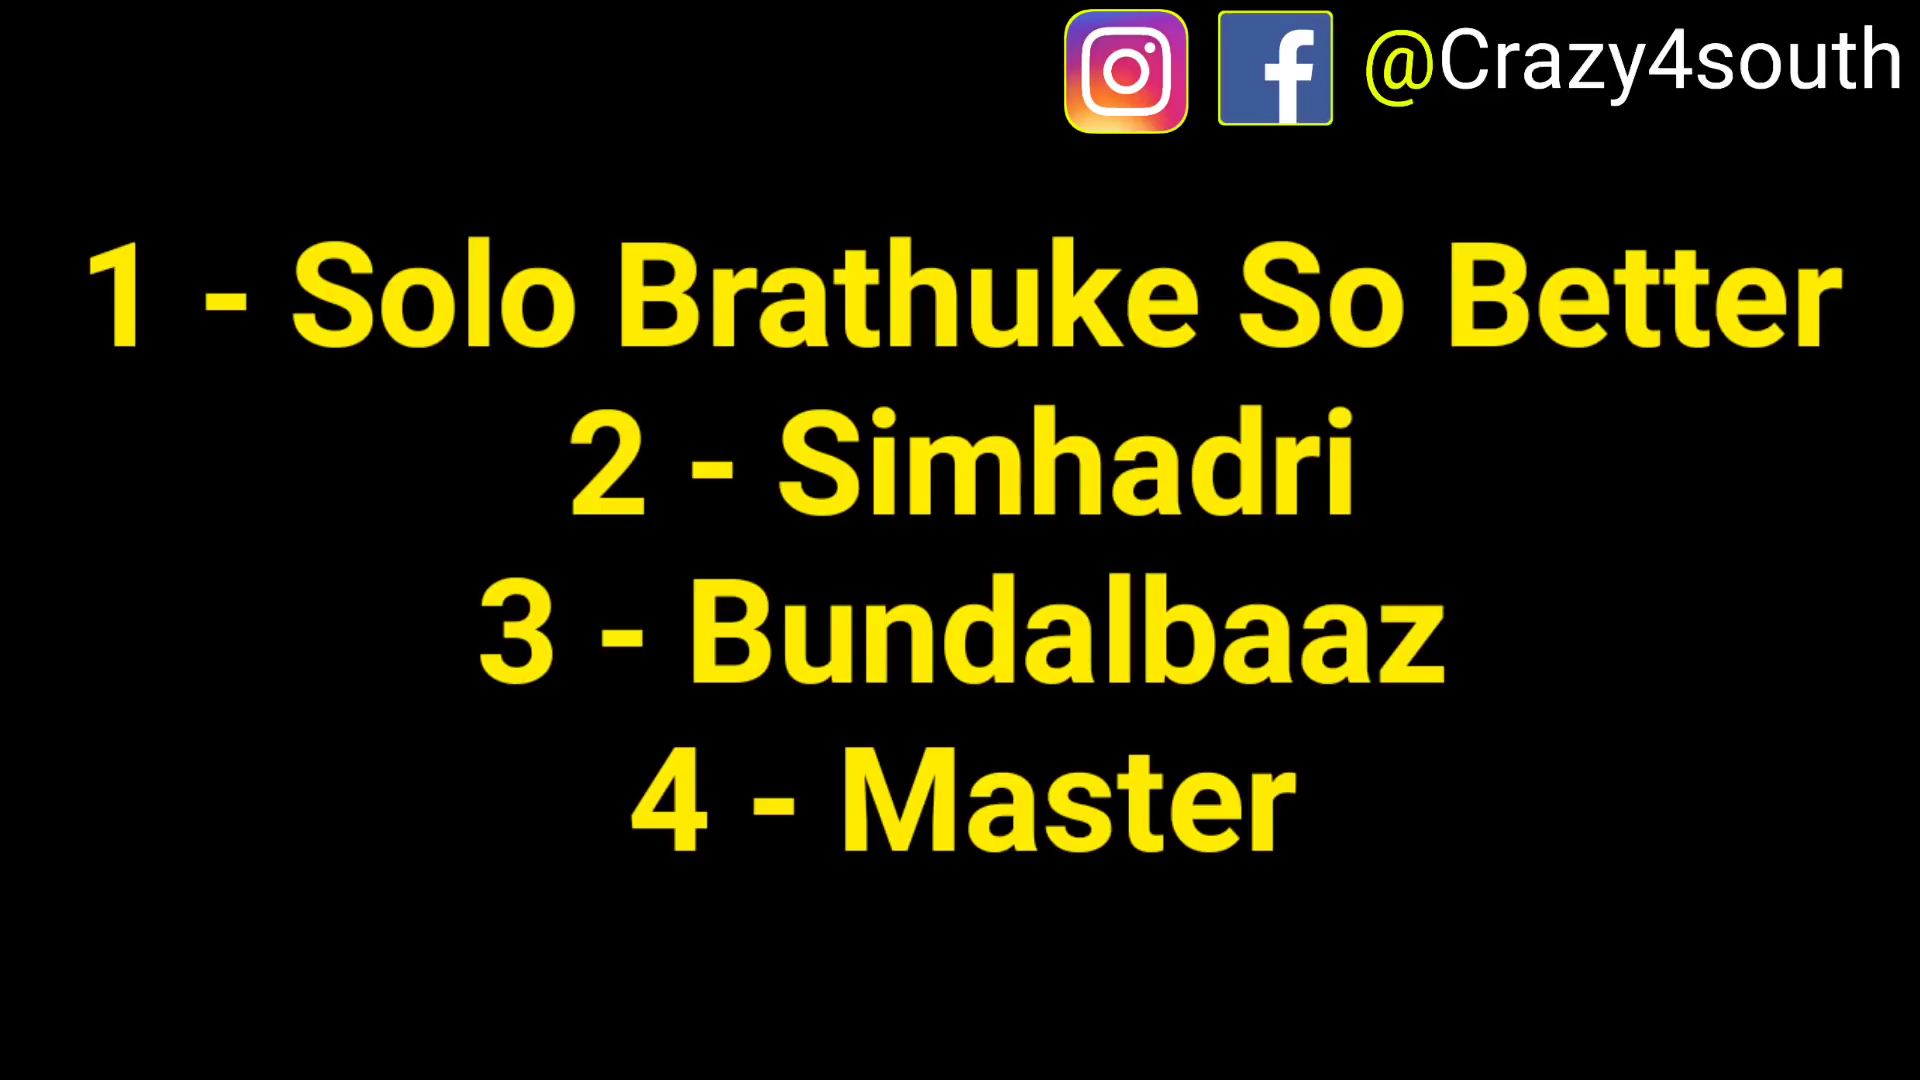 @Crazy4south
1 - Solo Brathuke So Better
2 - Simhadri
3 - Bundalbaaz
4 - Master